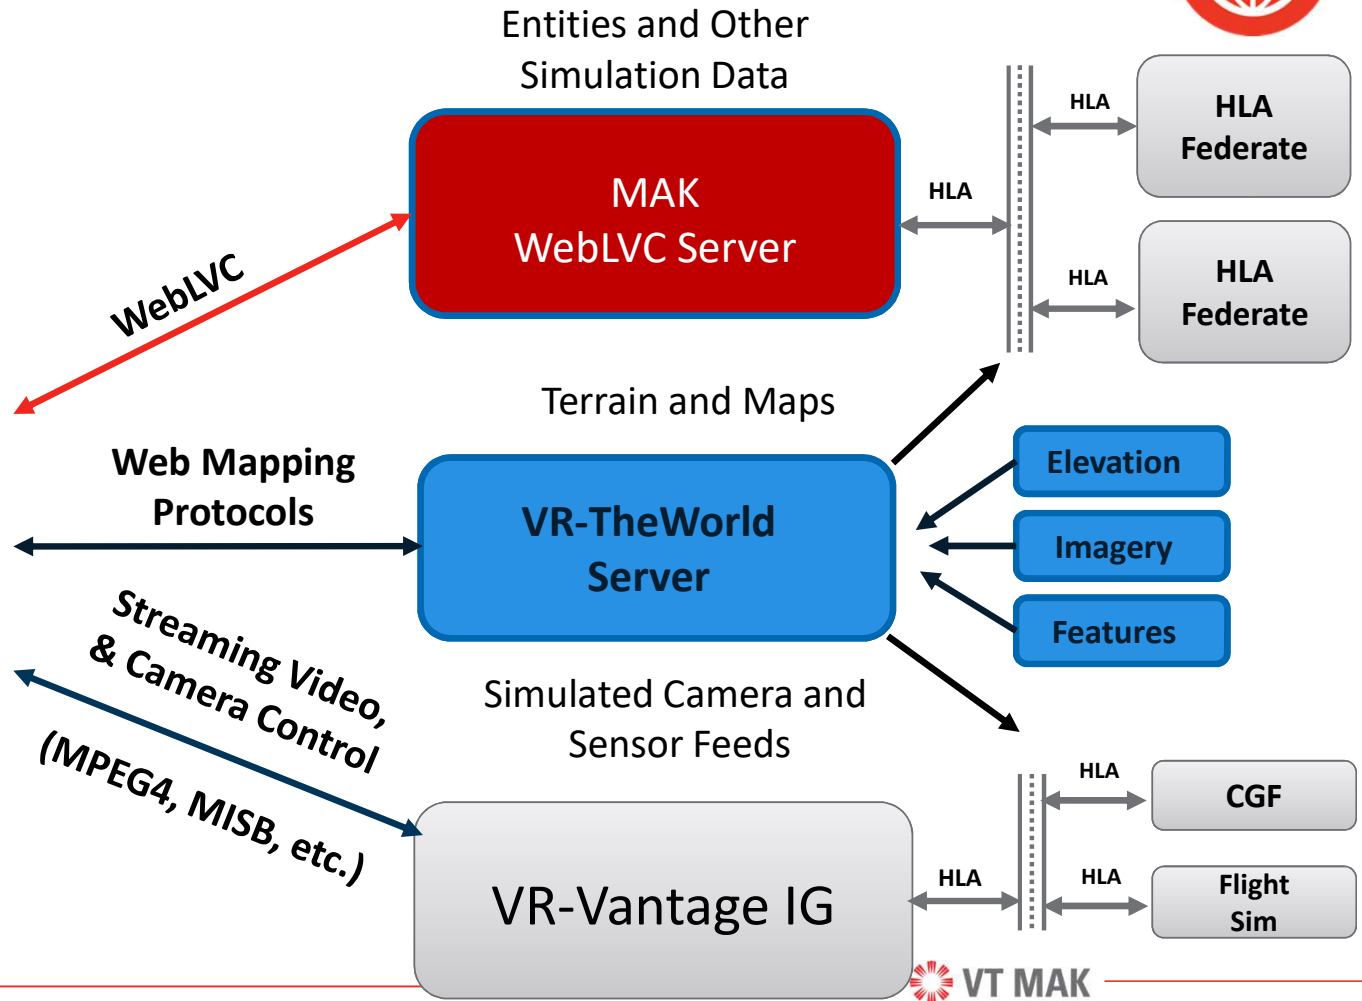 Entities and Other
Simulation Data
MAK
WebLVC Server
HLA
HLA
HLA
Federate
HLA
HLA
Federate
WebLVC
Terrain and Maps
Web Mapping
Protocols
VR-TheWorld
Server
Elevation
Imagery
Features
Streaming Video,
& Camera Control
(MPEG4, MISB, etc.)
Simulated Camera and
Sensor Feeds
VR-Vantage IG
HLA
HLA
CGF
HLA
Flight
Sim
VT MAK